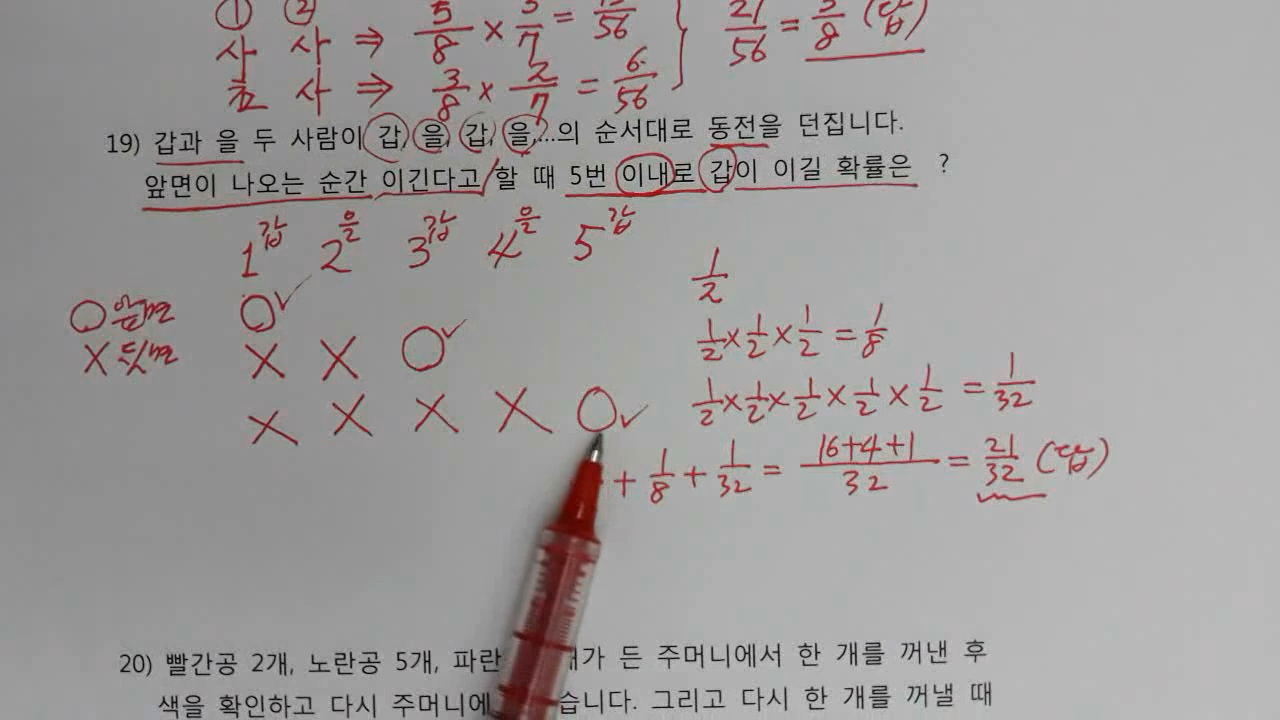 ① ②
사 사 ⇒ 5/8 × 3/7 = 15/56 } 21/56 = 3/8 (답)
흰 사 ⇒ 3/8 × 2/7 = 6/56
19) 갑과 을 두 사람이 갑, 을, 갑, 을,...의 순서대로 동전을 던집니다.
앞면이 나오는 순간 이긴다고 할 때 5번 이내로 갑이 이길 확률은 ?
1갑 2을 3갑 4을 5갑
1/2
○ 앞면 ○✓
× 뒷면 × × ○✓ 1/2 × 1/2 × 1/2 = 1/8
× × × × ○✓ 1/2 × 1/2 × 1/2 × 1/2 × 1/2 = 1/32
+ 1/8 + 1/32 = 16+4+1/32 = 21/32 (답)
20) 빨간공 2개, 노란공 5개, 파란 가 든 주머니에서 한 개를 꺼낸 후
색을 확인하고 다시 주머니에 습니다. 그리고 다시 한 개를 꺼낼 때